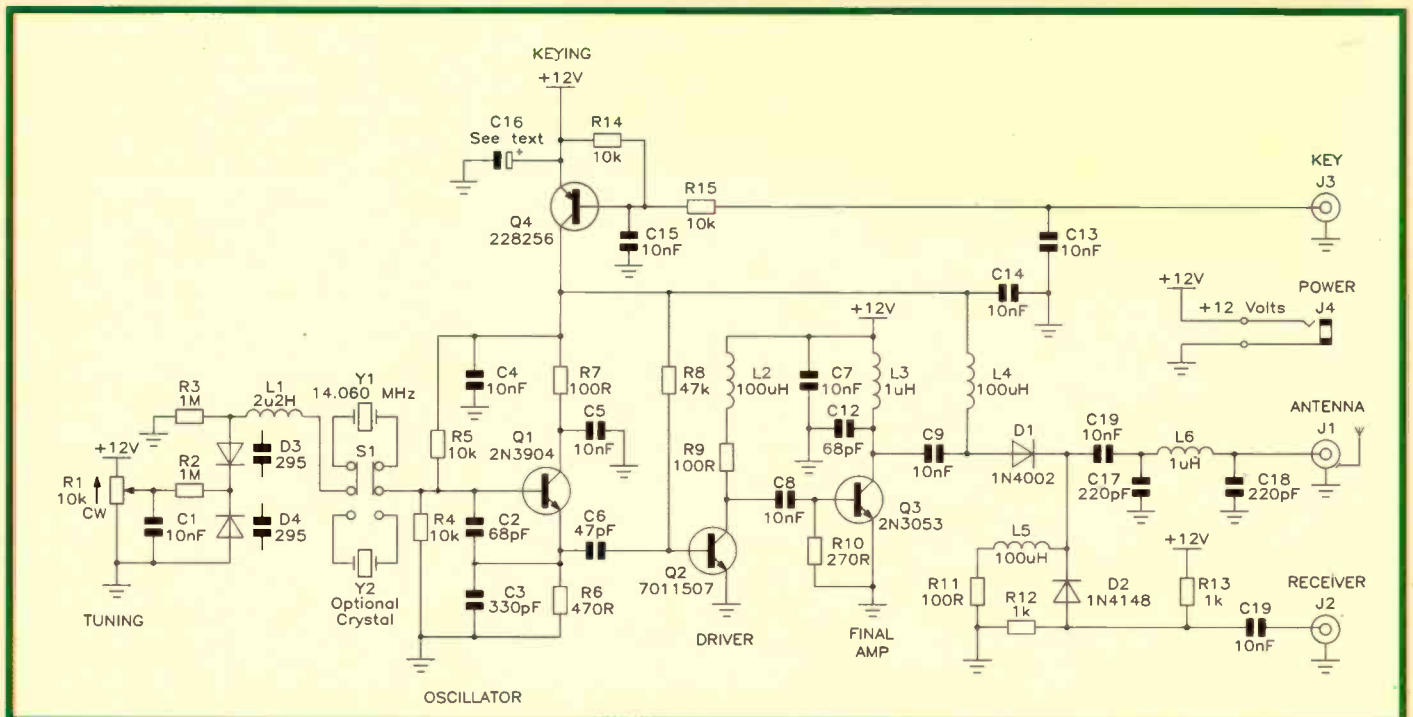 KEYING
+12V
C16
See text
+
R14
10k
Q4
228256
C15
10nF
R15
10k
KEY
J3
C13
10nF
C14
10nF
+12V
+12 Volts
POWER
J4
R3
1M
L1
2u2H
Y1
14.060 MHz
+12V
R1
10k
CW
R2
1M
C1
10nF
D3
295
D4
295
S1
Y2
Optional
Crystal
TUNING
R5
10k
C4
10nF
R7
100R
C5
10nF
Q1
2N3904
R4
10k
C2
68pF
C3
330pF
C6
47pF
R6
470R
OSCILLATOR
R8
47k
L2
100uH
R9
100R
Q2
7011507
DRIVER
+12V
C7
10nF
C12
68pF
L3
1uH
C8
10nF
R10
270R
Q3
2N3053
FINAL
AMP
L4
100uH
C9
10nF
D1
1N4002
C19
10nF
L6
1uH
C17
220pF
C18
220pF
ANTENNA
J1
L5
100uH
R11
100R
R12
1k
D2
1N4148
+12V
R13
1k
C19
10nF
RECEIVER
J2